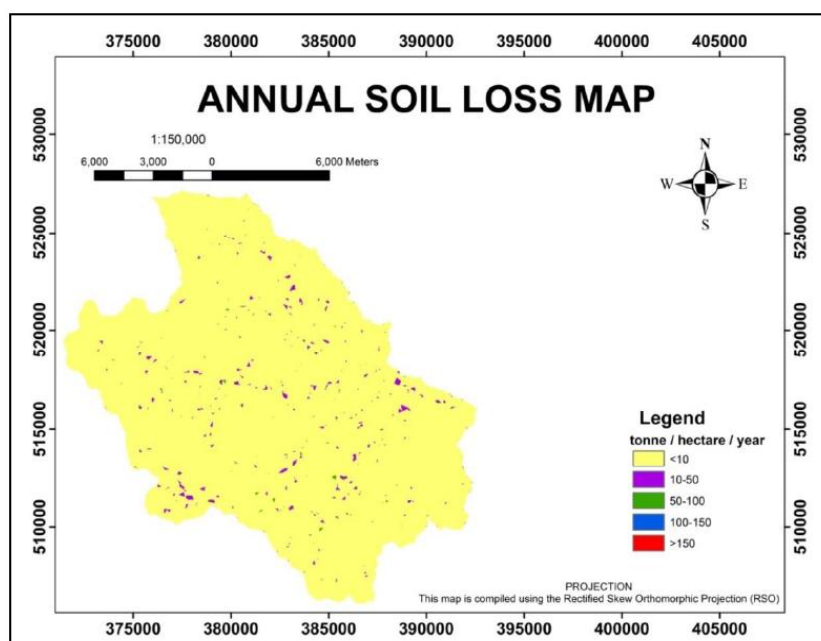 375000 380000 385000 390000 395000 400000 405000
ANNUAL SOIL LOSS MAP
1:150,000
6,000 3,000 0 6,000 Meters
N
W E
S
530000 530000
525000 525000
520000 520000
515000 515000
510000 510000
Legend
tonne / hectare / year
<10
10-50
50-100
100-150
>150
PROJECTION
This map is compiled using the Rectified Skew Orthomorphic Projection (RSO)
375000 380000 385000 390000 395000 400000 405000